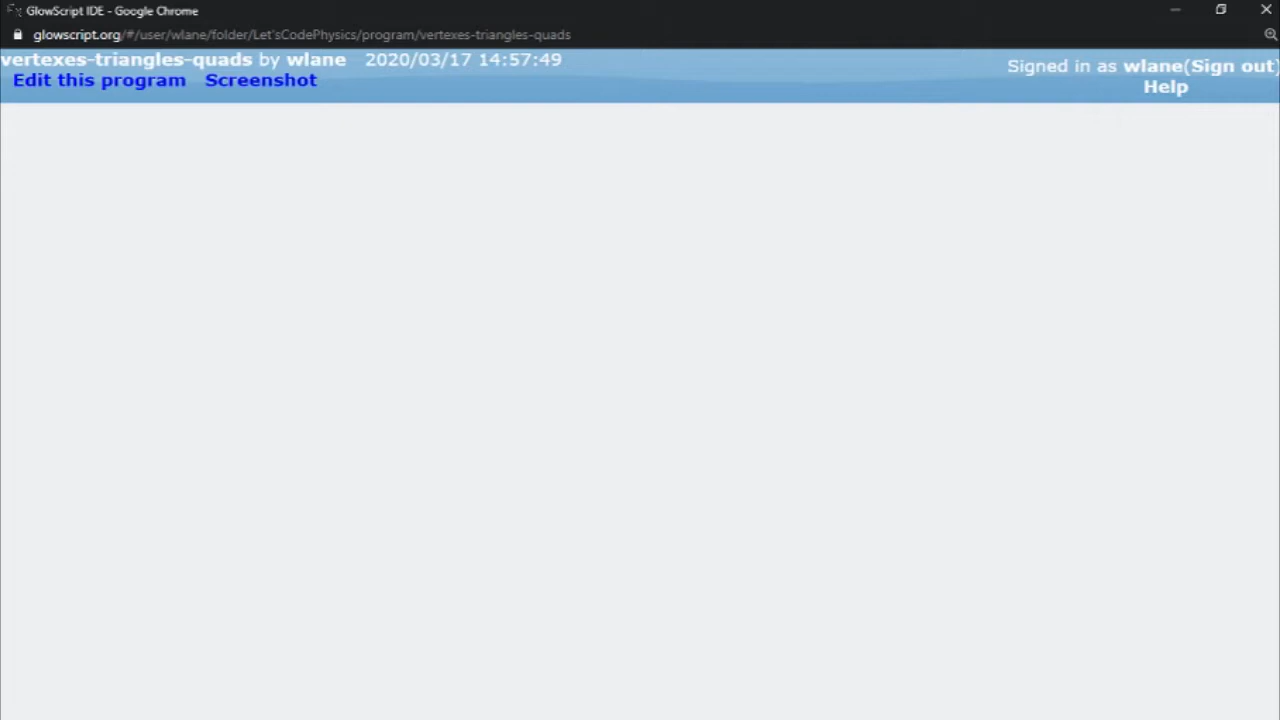 GlowScript IDE - Google Chrome
glowscript.org/#/user/wlane/folder/Let'sCodePhysics/program/vertexes-triangles-quads
vertexes-triangles-quads by wlane 2020/03/17 14:57:49
Signed in as wlane(Sign out)
Edit this program Screenshot
Help